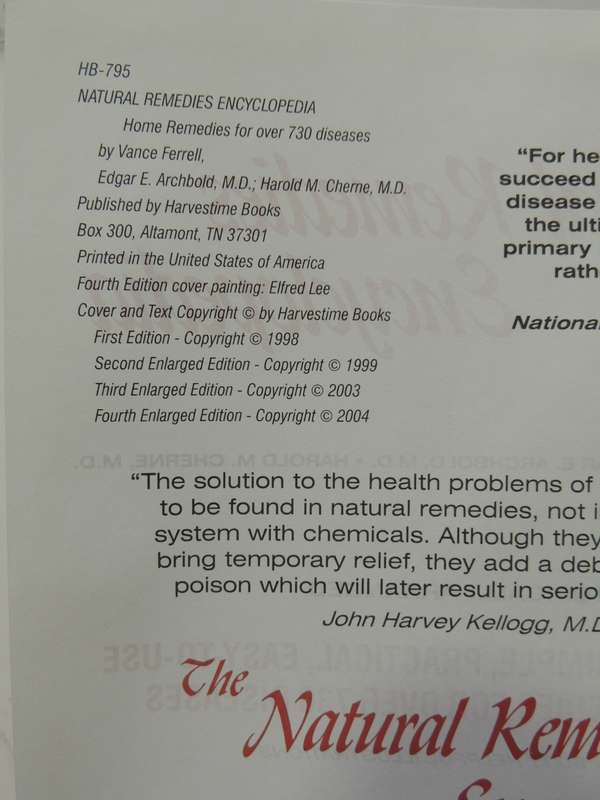 HB-795
NATURAL REMEDIES ENCYCLOPEDIA
Home Remedies for over 730 diseases
by Vance Ferrell,
Edgar E. Archbold, M.D.; Harold M. Cherne, M.D.
Published by Harvestime Books
Box 300, Altamont, TN 37301
Printed in the United States of America
Fourth Edition cover painting: Elfred Lee
Cover and Text Copyright © by Harvestime Books
First Edition - Copyright © 1998
Second Enlarged Edition - Copyright © 1999
Third Enlarged Edition - Copyright © 2003
Fourth Enlarged Edition - Copyright © 2004
“For he
succeed
disease
the ulti
primary
rath
National
“The solution to the health problems of
to be found in natural remedies, not i
system with chemicals. Although they
bring temporary relief, they add a deb
poison which will later result in serio
John Harvey Kellogg, M.D
The
Natural Rem